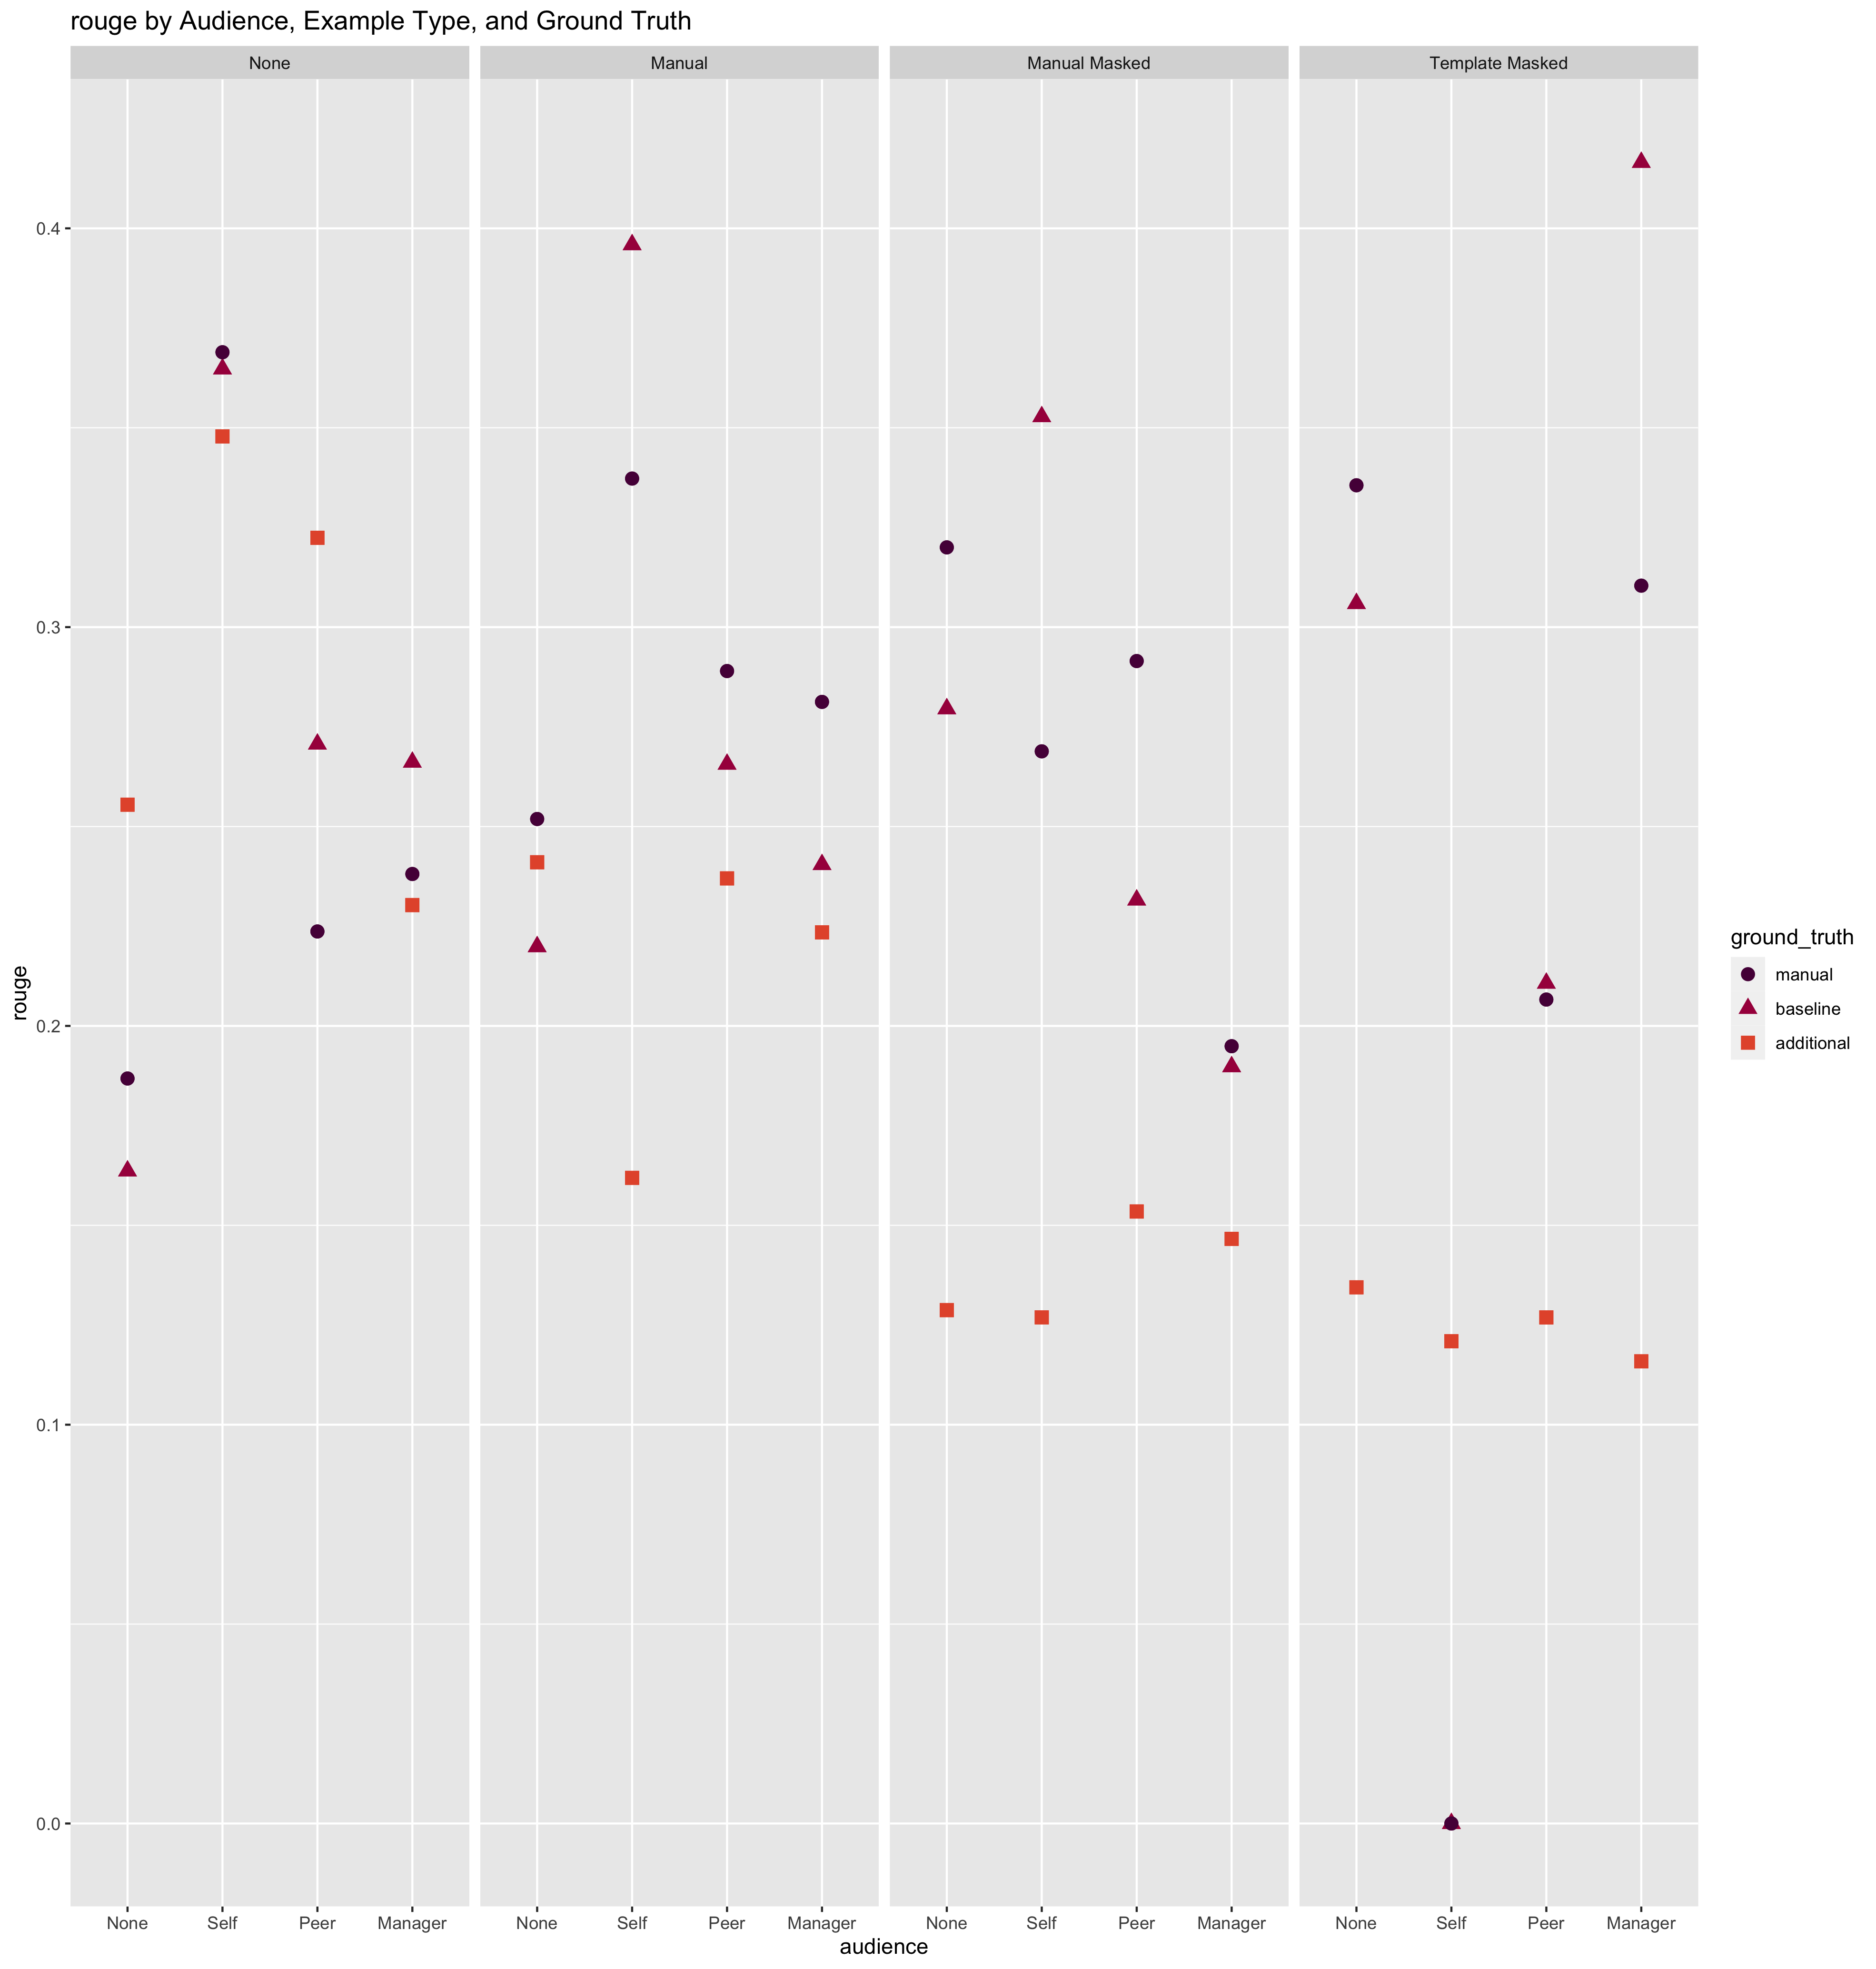 rouge by Audience, Example Type, and Ground Truth
None
Manual
Manual Masked
Template Masked
0.4
0.3
0.2
0.1
0.0
rouge
None Self Peer Manager
None Self Peer Manager
None Self Peer Manager
None Self Peer Manager
audience
ground_truth
manual
baseline
additional